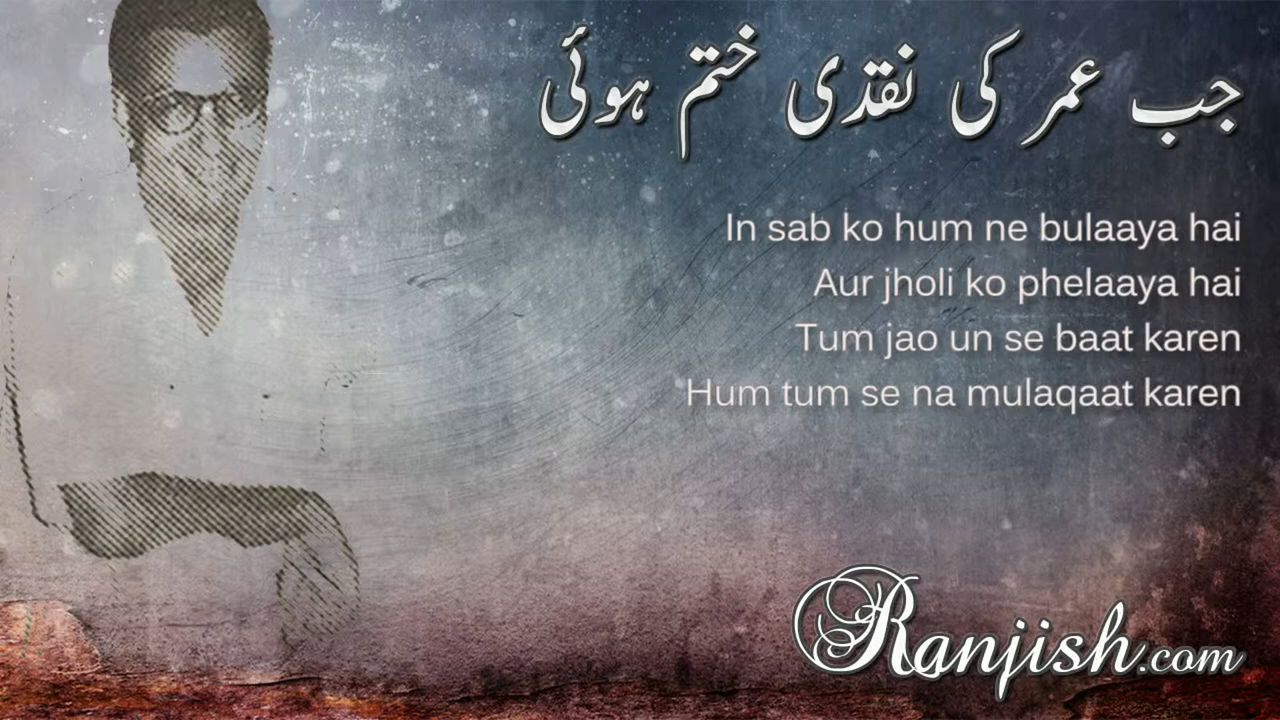 جب عمر کی نقدی ختم ہوئی
In sab ko hum ne bulaaya hai
Aur jholi ko phelaaya hai
Tum jao un se baat karen
Hum tum se na mulaqaat karen
Ranjish.com